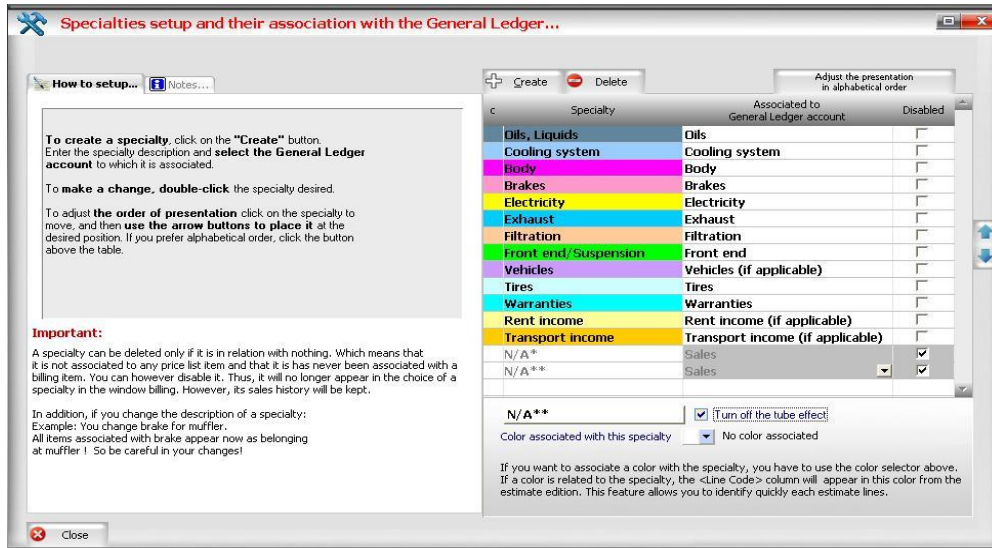 Specialties setup and their association with the General Ledger...
How to setup...
Notes...
To create a specialty, click on the "Create" button.
Enter the specialty description and select the General Ledger
account to which it is associated.
To make a change, double-click the specialty desired.
To adjust the order of presentation click on the specialty to
move, and then use the arrow buttons to place it at the
desired position. If you prefer alphabetical order, click the button
above the table.
Important:
A specialty can be deleted only if it is in relation with nothing. Which means that
it is not associated to any price list item and that it is has never been associated with a
billing item. You can however disable it. Thus, it will no longer appear in the choice of a
specialty in the window billing. However, its sales history will be kept.
In addition, if you change the description of a specialty:
Example: You change brake for muffler.
All items associated with brake appear now as belonging
at muffler ! So be careful in your changes!
Close
Create
Delete
Adjust the presentation
in alphabetical order
c Specialty Associated to General Ledger account Disabled
Oils, Liquids Oils
Cooling system Cooling system
Body Body
Brakes Brakes
Electricity Electricity
Exhaust Exhaust
Filtration Filtration
Front end/Suspension Front end
Vehicles Vehicles (if applicable)
Tires Tires
Warranties Warranties
Rent income Rent income (if applicable)
Transport income Transport income (if applicable)
N/A* Sales
N/A** Sales
N/A** Turn off the tube effect
Color associated with this specialty No color associated
If you want to associate a color with the specialty, you have to use the color selector above.
If a color is related to the specialty, the <Line Code> column will appear in this color from the
estimate edition. This feature allows you to identify quickly each estimate lines.